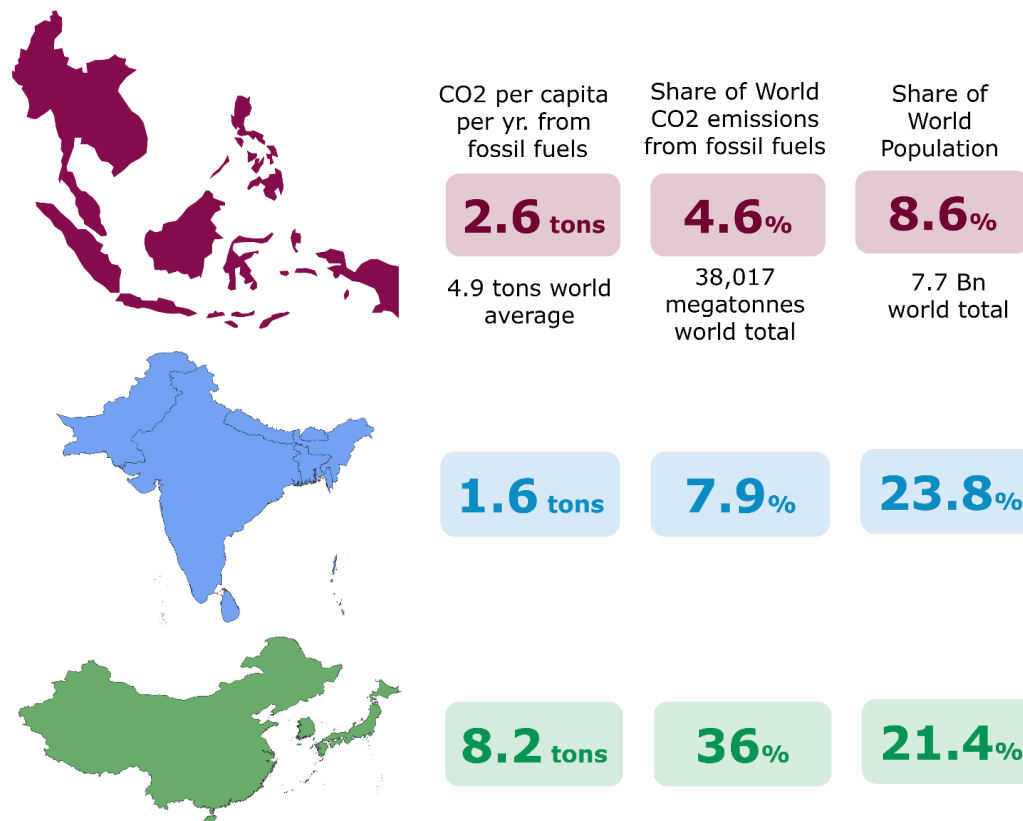 CO2 per capita
per yr. from
fossil fuels
Share of World
CO2 emissions
from fossil fuels
Share of
World
Population
2.6 tons
4.6%
8.6%
4.9 tons world
average
38,017
megatonnes
world total
7.7 Bn
world total
1.6 tons
7.9%
23.8%
8.2 tons
36%
21.4%